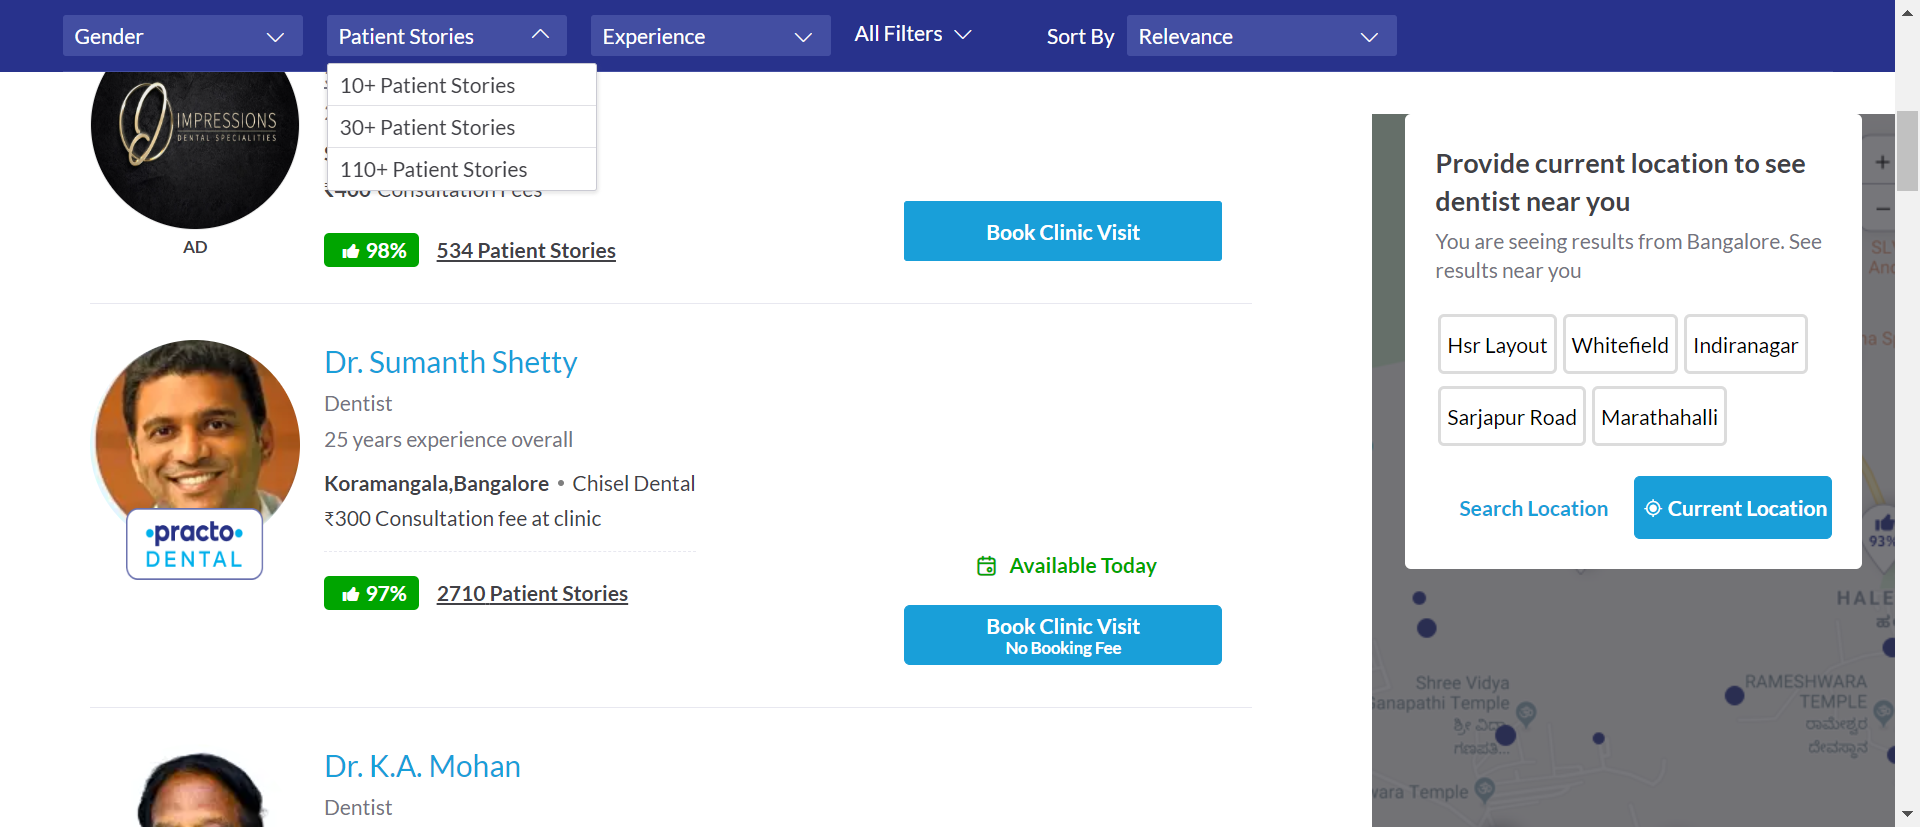 Gender
Patient Stories
Experience
All Filters
Sort By
Relevance
10+ Patient Stories
30+ Patient Stories
110+ Patient Stories
IMPRESSIONS
DENTAL SPECIALITIES
AD
₹400 Consultation Fees
98%
534 Patient Stories
Book Clinic Visit
Dr. Sumanth Shetty
Dentist
25 years experience overall
Koramangala,Bangalore • Chisel Dental
₹300 Consultation fee at clinic
•practo•
DENTAL
97%
2710 Patient Stories
Available Today
Book Clinic Visit
No Booking Fee
Dr. K.A. Mohan
Dentist
Provide current location to see
dentist near you
You are seeing results from Bangalore. See
results near you
Hsr Layout
Whitefield
Indiranagar
Sarjapur Road
Marathahalli
Search Location
Current Location
+
−
93%
HALE
Shree Vidya
Ganapathi Temple
ಶ್ರೀ ವಿದ್ಯಾ
ಗಣಪತಿ...
RAMESHWARA
TEMPLE
ರಾಮೇಶ್ವರ
ದೇವಸ್ಥಾನ
wara Temple